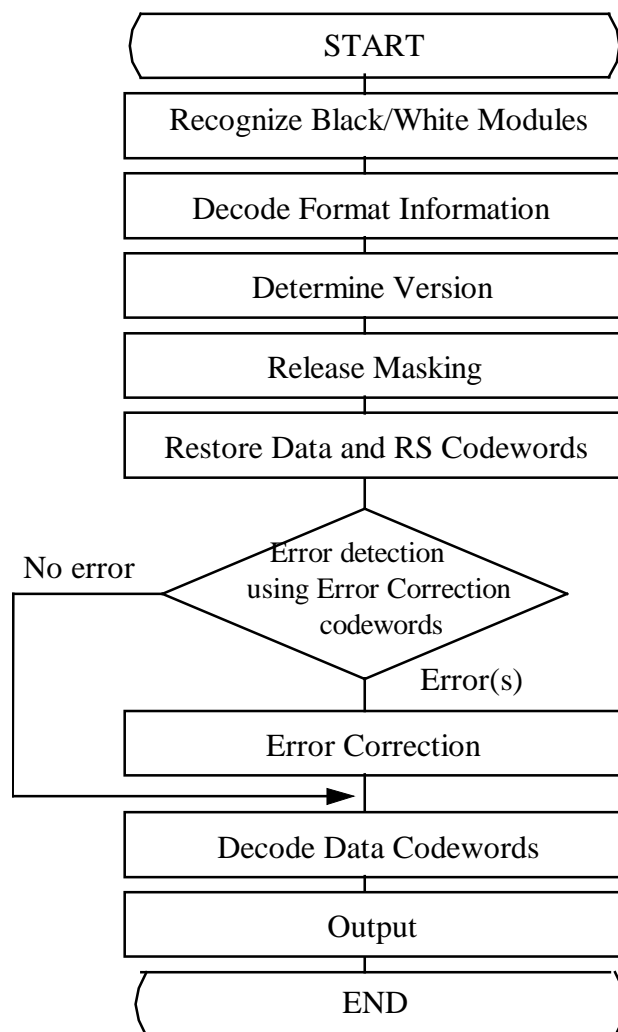 START
Recognize Black/White Modules
Decode Format Information
Determine Version
Release Masking
Restore Data and RS Codewords
No error
Error detection
using Error Correction
codewords
Error(s)
Error Correction
Decode Data Codewords
Output
END